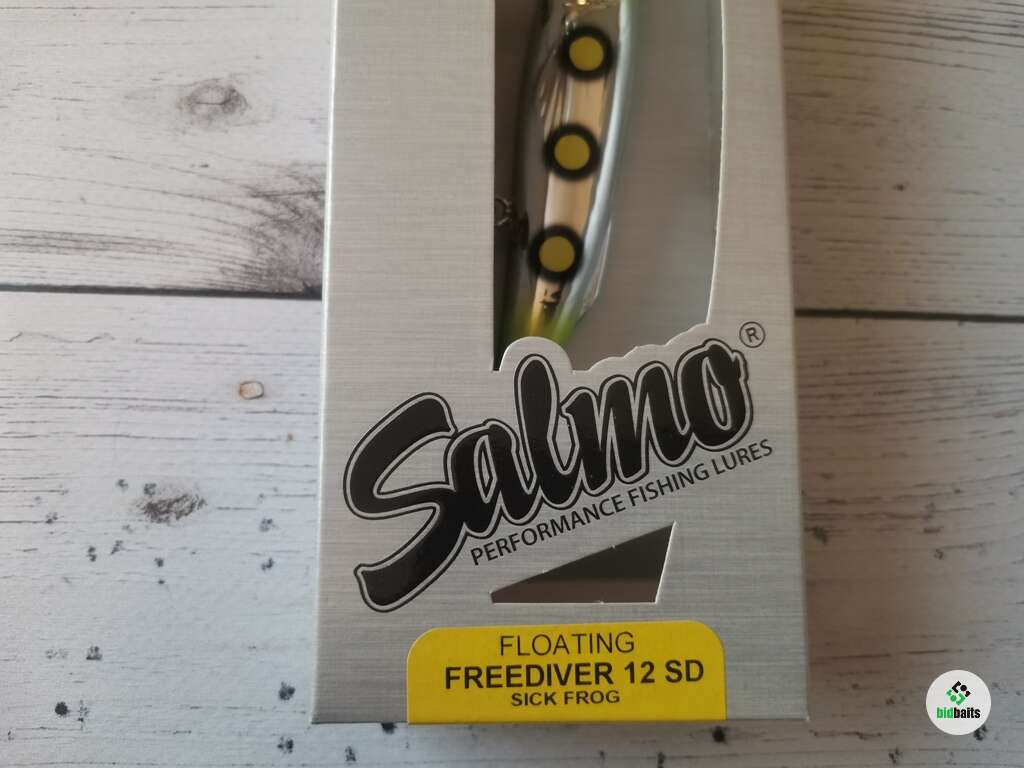 Salmo®
PERFORMANCE FISHING LURES
FLOATING
FREEDIVER 12 SD
SICK FROG
bidbaits